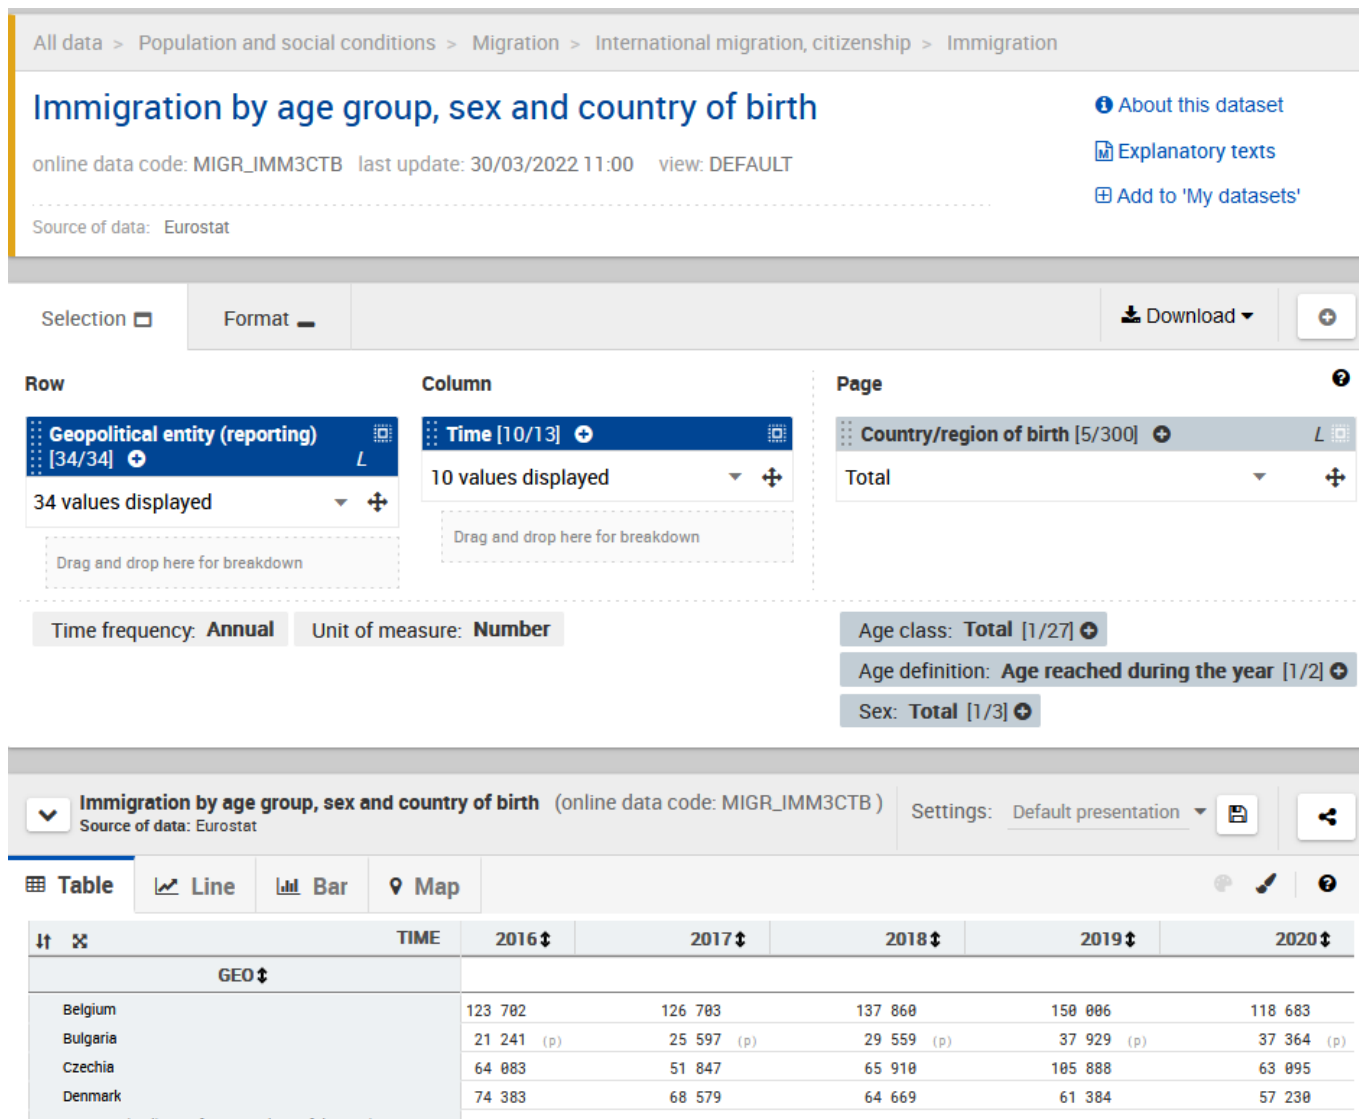 All data > Population and social conditions > Migration > International migration, citizenship > Immigration
Immigration by age group, sex and country of birth
About this dataset
online data code: MIGR_IMM3CTB last update: 30/03/2022 11:00 view: DEFAULT
Explanatory texts
Add to 'My datasets'
Source of data: Eurostat
Selection Format Download
Row Column Page
Geopolitical entity (reporting) [34/34] L
34 values displayed
Drag and drop here for breakdown
Time [10/13]
10 values displayed
Drag and drop here for breakdown
Country/region of birth [5/300] L
Total
Time frequency: Annual Unit of measure: Number
Age class: Total [1/27]
Age definition: Age reached during the year [1/2]
Sex: Total [1/3]
Immigration by age group, sex and country of birth (online data code: MIGR_IMM3CTB )
Source of data: Eurostat
Settings: Default presentation
Table Line Bar Map
TIME 2016 2017 2018 2019 2020
GEO
Belgium 123 702 126 703 137 860 150 006 118 683
Bulgaria 21 241 (p) 25 597 (p) 29 559 (p) 37 929 (p) 37 364 (p)
Czechia 64 083 51 847 65 910 105 888 63 095
Denmark 74 383 68 579 64 669 61 384 57 230